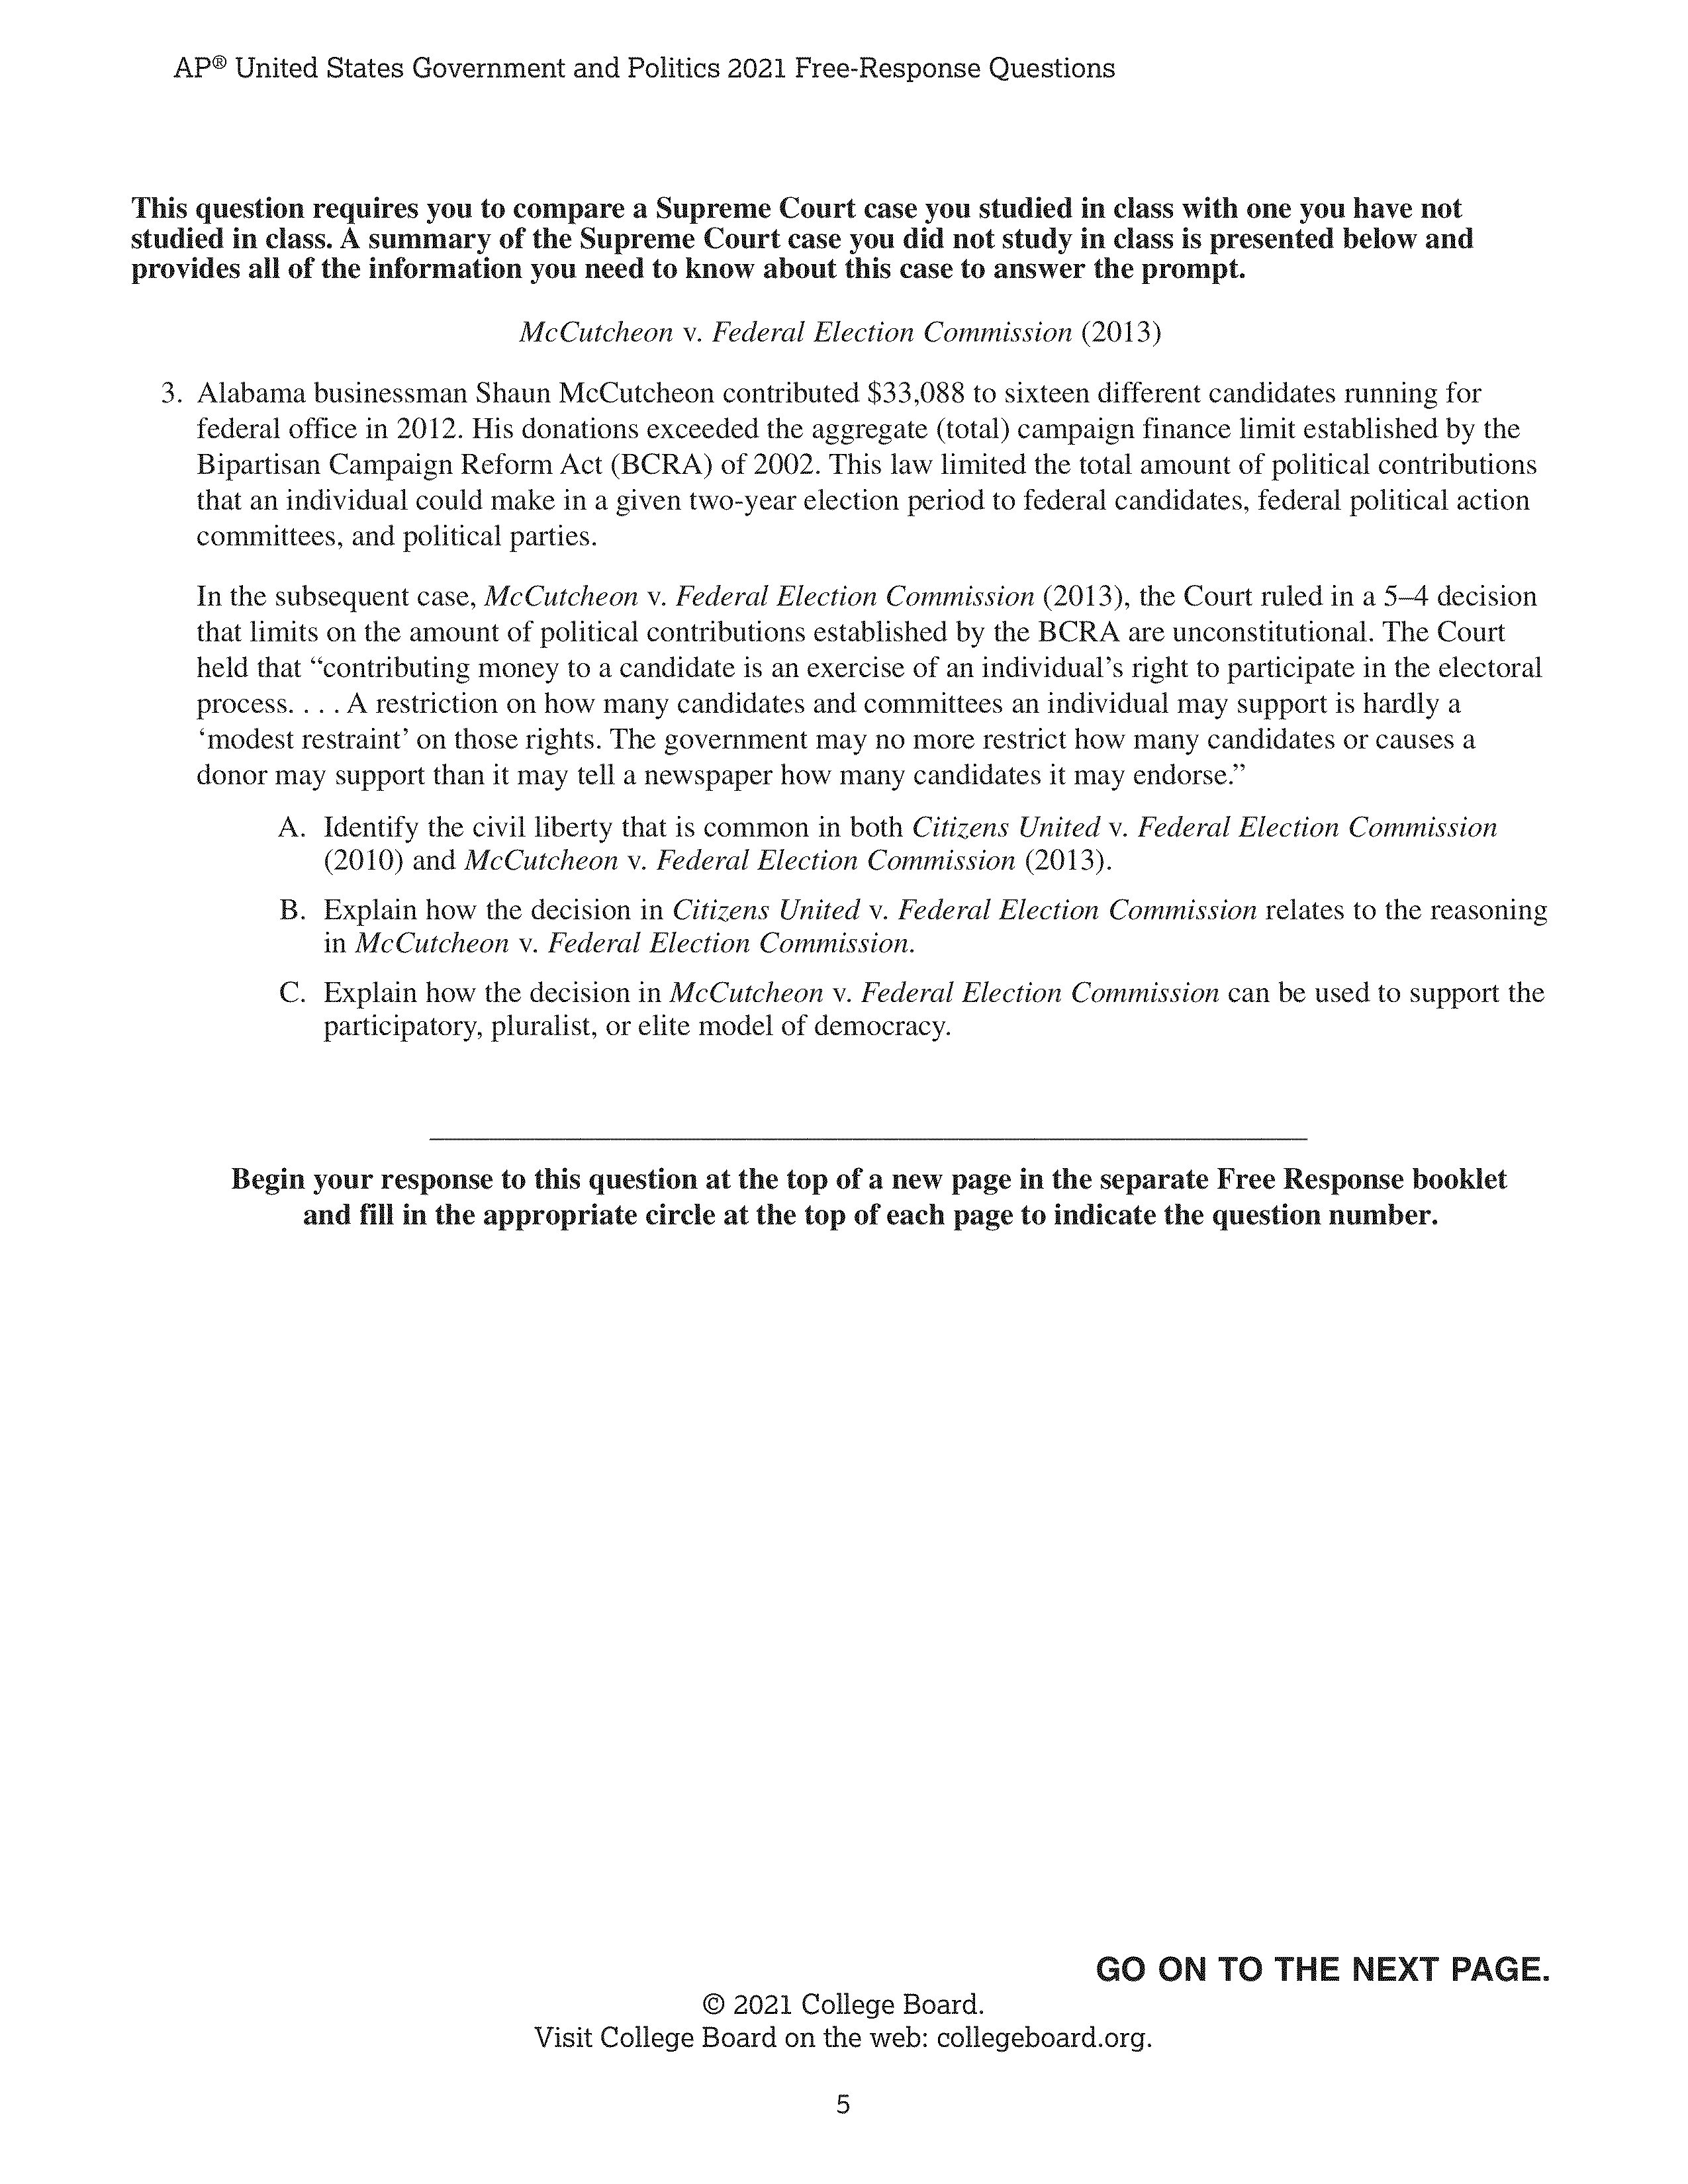 AP® United States Government and Politics 2021 Free-Response Questions
This question requires you to compare a Supreme Court case you studied in class with one you have not
studied in class. A summary of the Supreme Court case you did not study in class is presented below and
provides all of the information you need to know about this case to answer the prompt.
McCutcheon v. Federal Election Commission (2013)
3. Alabama businessman Shaun McCutcheon contributed $33,088 to sixteen different candidates running for
federal office in 2012. His donations exceeded the aggregate (total) campaign finance limit established by the
Bipartisan Campaign Reform Act (BCRA) of 2002. This law limited the total amount of political contributions
that an individual could make in a given two-year election period to federal candidates, federal political action
committees, and political parties.
In the subsequent case, McCutcheon v. Federal Election Commission (2013), the Court ruled in a 5–4 decision
that limits on the amount of political contributions established by the BCRA are unconstitutional. The Court
held that “contributing money to a candidate is an exercise of an individual’s right to participate in the electoral
process. . . . A restriction on how many candidates and committees an individual may support is hardly a
‘modest restraint’ on those rights. The government may no more restrict how many candidates or causes a
donor may support than it may tell a newspaper how many candidates it may endorse.”
A. Identify the civil liberty that is common in both Citizens United v. Federal Election Commission
(2010) and McCutcheon v. Federal Election Commission (2013).
B. Explain how the decision in Citizens United v. Federal Election Commission relates to the reasoning
in McCutcheon v. Federal Election Commission.
C. Explain how the decision in McCutcheon v. Federal Election Commission can be used to support the
participatory, pluralist, or elite model of democracy.
Begin your response to this question at the top of a new page in the separate Free Response booklet
and fill in the appropriate circle at the top of each page to indicate the question number.
GO ON TO THE NEXT PAGE.
© 2021 College Board.
Visit College Board on the web: collegeboard.org.
5